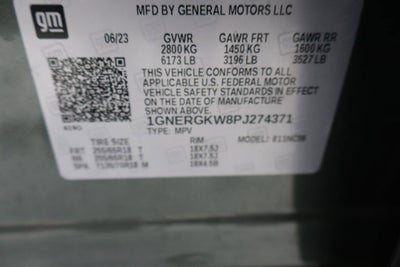 MFD BY GENERAL MOTORS LLC
gm
06/23 GVWR GAWR FRT GAWR RR
2800 KG 1450 KG 1600 KG
6173 LB 3196 LB 3527 LB
THIS VEHICLE CONFORMS TO ALL
APPLICABLE U.S. FEDERAL MOTOR
VEHICLE SAFETY STANDARDS IN EFFECT
ON THE DATE OF MANUFACTURE
SHOWN ABOVE.
1GNERGKW8PJ274371
TYPE: MPV MODEL:
TIRE SIZE RIM
FRT 255/65R18 T 18X7.5J
255/65R18 T 18X7.5J